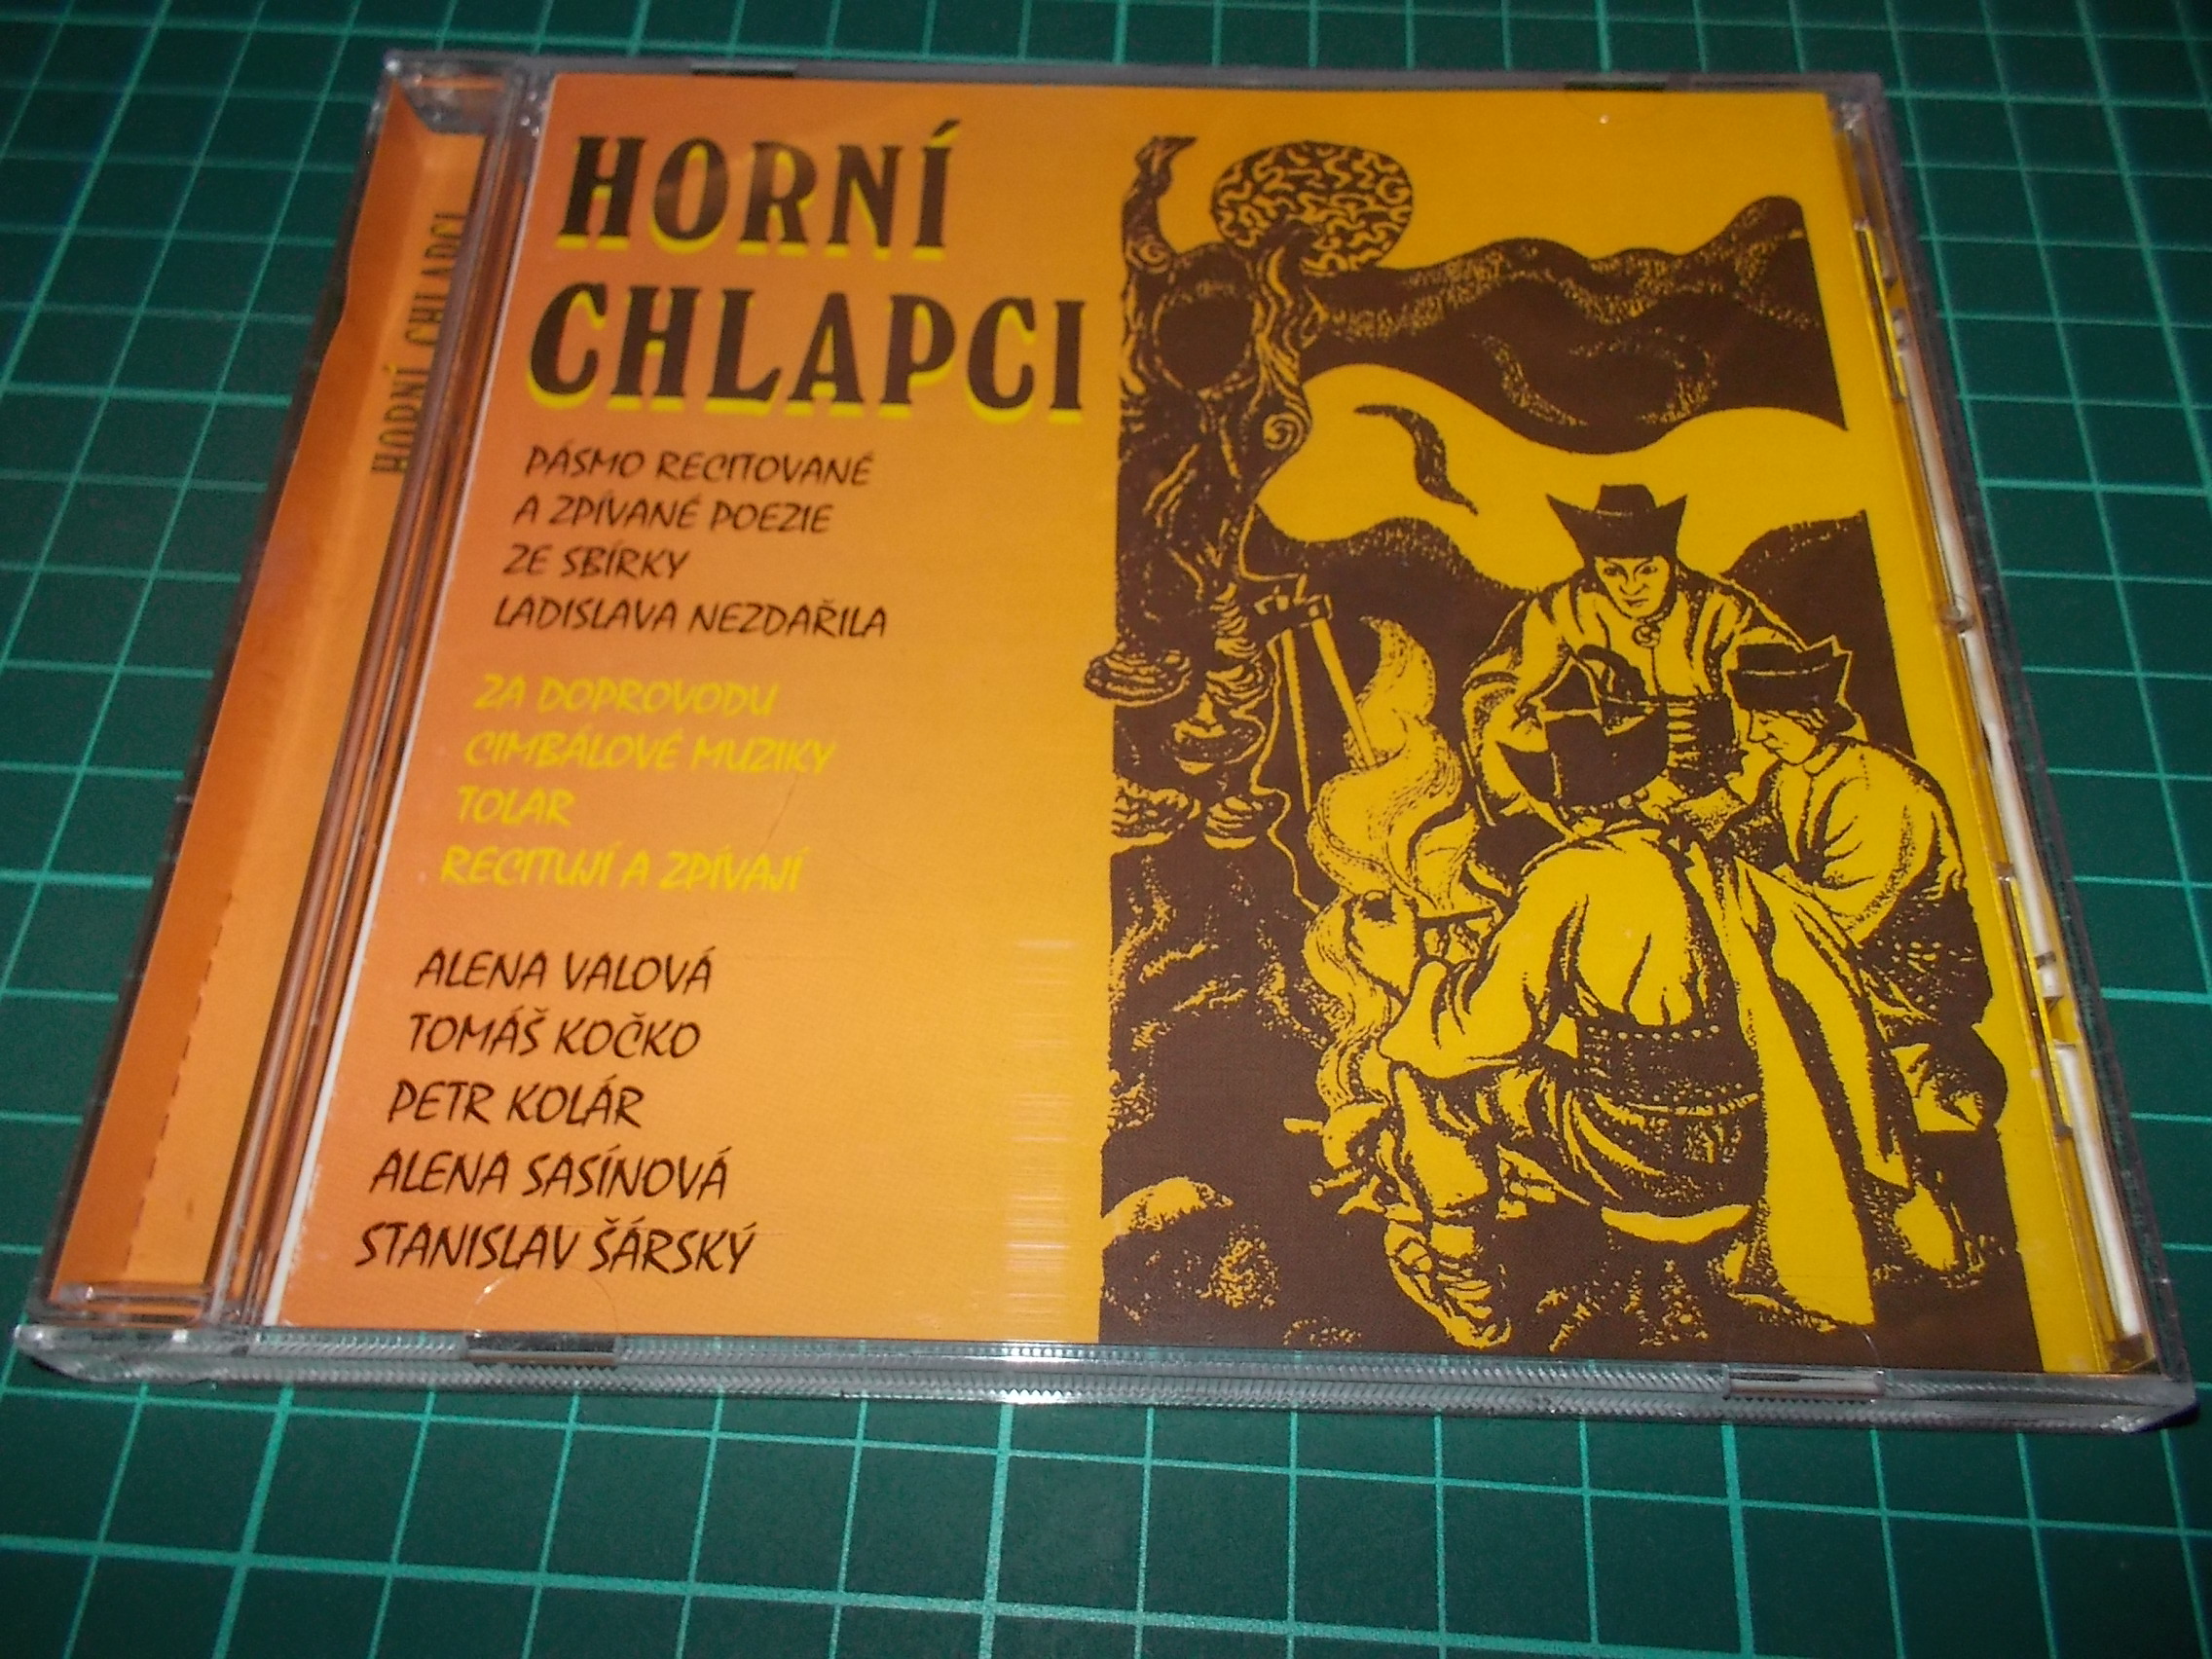 HORNÍ CHLAPCI
HORNÍ
CHLAPCI
PÁSMO RECITOVANÉ
A ZPÍVANÉ POEZIE
ZE SBÍRKY
LADISLAVA NEZDAŘILA
ZA DOPROVODU
CIMBÁLOVÉ MUZIKY
TOLAR
RECITUJÍ A ZPÍVAJÍ
ALENA VALOVÁ
TOMÁŠ KOČKO
PETR KOLÁR
ALENA SASÍNOVÁ
STANISLAV ŠÁRSKÝ